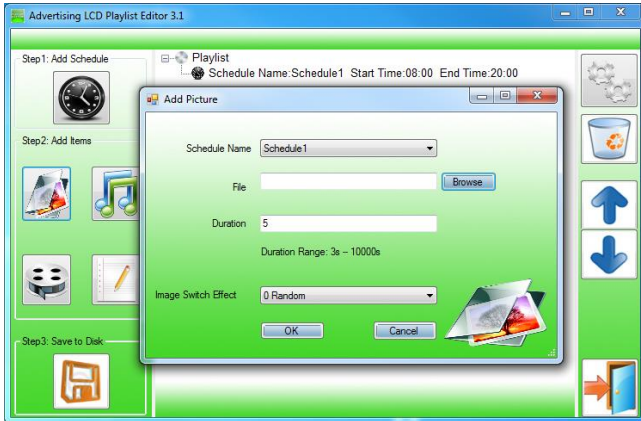 Advertising LCD Playlist Editor 3.1
Step1: Add Schedule
Playlist
Schedule Name:Schedule1 Start Time:08:00 End Time:20:00
Add Picture
Step2: Add Items
Schedule Name Schedule1
File Browse
Duration 5
Duration Range: 3s – 10000s
Image Switch Effect 0 Random
OK Cancel
Step3: Save to Disk